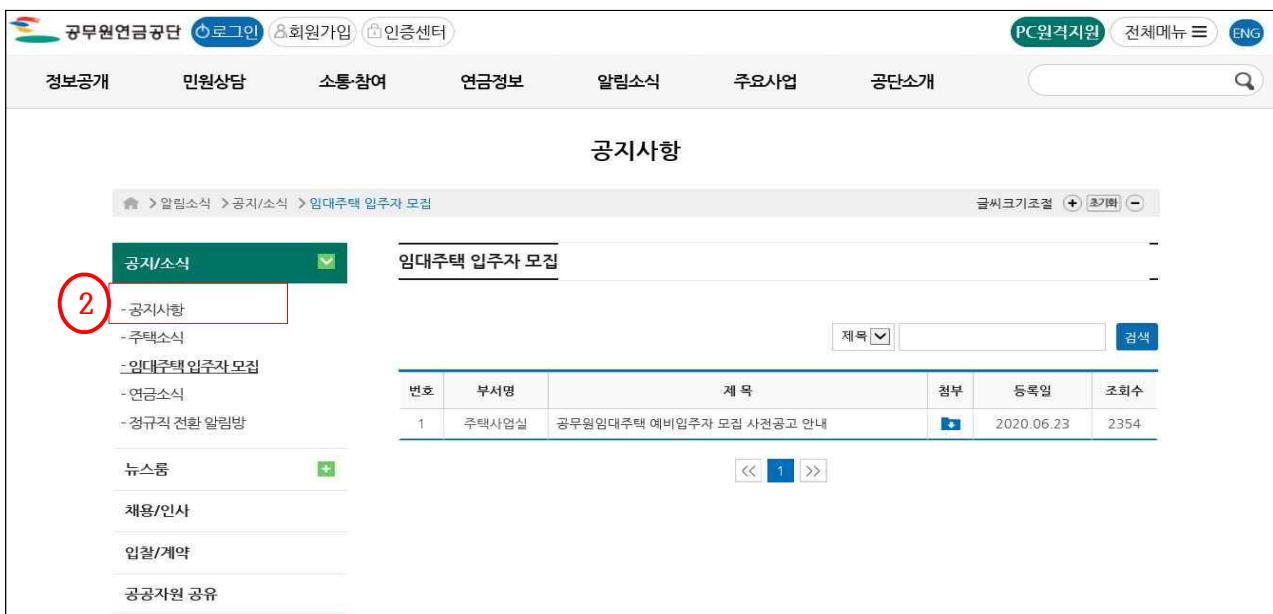 공무원연금공단 로그인 회원가입 인증센터 PC원격지원 전체메뉴 ENG
정보공개 민원상담 소통·참여 연금정보 알림소식 주요사업 공단소개
공지사항
>알림소식 >공지/소식 >임대주택 입주자 모집 글씨크기조절 + 초기화 -
공지/소식
임대주택 입주자 모집
2
- 공지사항
- 주택소식
- 임대주택 입주자 모집
- 연금소식
- 정규직 전환 알림방
제목 검색
번호 부서명 제 목 첨부 등록일 조회수
1 주택사업실 공무원임대주택 예비입주자 모집 사전공고 안내 2020.06.23 2354
<< 1 >>
뉴스룸 +
채용/인사
입찰/계약
공공자원 공유